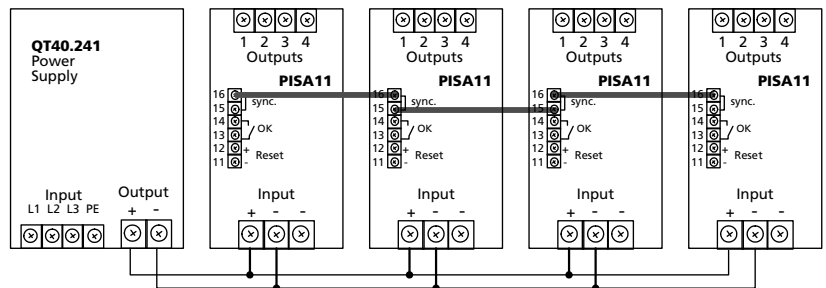 QT40.241
Power
Supply
Input
L1 L2 L3 PE
Output
+ -
1 2 3 4
Outputs
PISA11
16
15
sync.
14
13
OK
12 +
11 -
Reset
Input
+ - -
1 2 3 4
Outputs
PISA11
16
15
sync.
14
13
OK
12 +
11 -
Reset
Input
+ - -
1 2 3 4
Outputs
PISA11
16
15
sync.
14
13
OK
12 +
11 -
Reset
Input
+ - -
1 2 3 4
Outputs
PISA11
16
15
sync.
14
13
OK
12 +
11 -
Reset
Input
+ - -